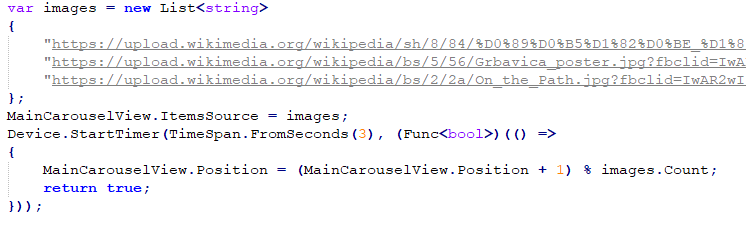 var images = new List<string>
{
    "https://upload.wikimedia.org/wikipedia/sh/8/84/%D0%89%D0%B5%D1%82%D0%BE_%D1%8
    "https://upload.wikimedia.org/wikipedia/bs/5/56/Grbavica_poster.jpg?fbclid=IwA
    "https://upload.wikimedia.org/wikipedia/bs/2/2a/On_the_Path.jpg?fbclid=IwAR2wI
};
MainCarouselView.ItemsSource = images;
Device.StartTimer(TimeSpan.FromSeconds(3), (Func<bool>)(() =>
{
    MainCarouselView.Position = (MainCarouselView.Position + 1) % images.Count;
    return true;
}));